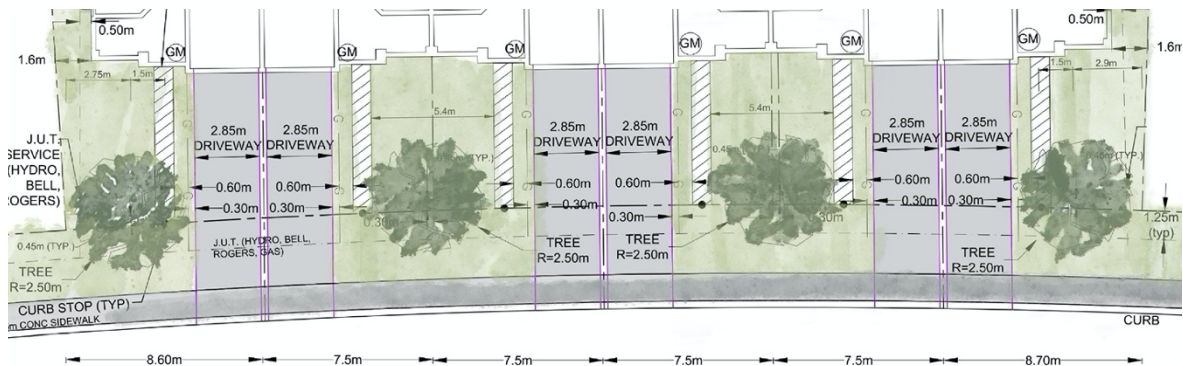 0.50m
0.50m
GM
GM
GM
GM
GM
GM
1.6m
1.6m
2.75m
1.5m
1.5m
2.9m
5.4m
5.4m
J.U.T.
SERVICE
(HYDRO,
BELL,
ROGERS)
2.85m
DRIVEWAY
2.85m
DRIVEWAY
2.85m
DRIVEWAY
2.85m
DRIVEWAY
2.85m
DRIVEWAY
2.85m
DRIVEWAY
G
G
G
G
G
G
G
G
G
G
G
G
0.45m (TYP.)
0.60m
0.60m
0.60m
0.60m
0.60m
0.60m
0.30m
0.30m
0.30m
0.30m
0.30m
0.30m
0.30m
0.30m
1.25m
(typ)
0.45m (TYP.)
J.U.T. (HYDRO, BELL,
ROGERS, GAS)
TREE
R=2.50m
TREE
R=2.50m
TREE
R=2.50m
TREE
R=2.50m
CURB STOP (TYP)
m CONC SIDEWALK
CURB
8.60m
7.5m
7.5m
7.5m
7.5m
8.70m